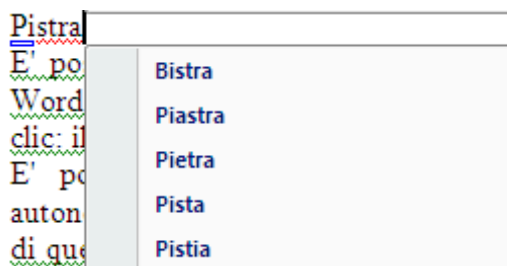 Pistra
E' po
Bistra
Word
Piastra
clic: il
Pietra
E' po
Pista
auton
Pistia
di que